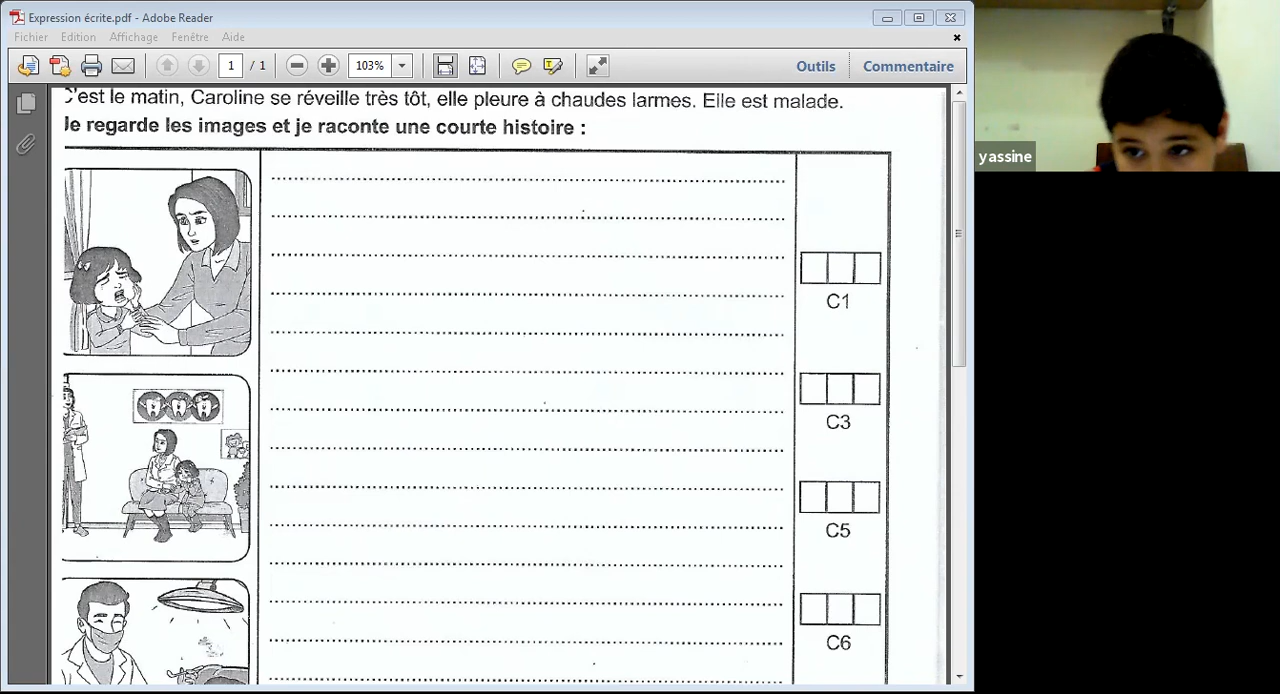 Expression écrite.pdf - Adobe Reader
Fichier Edition Affichage Fenêtre Aide
1 / 1 103% Outils Commentaire
C'est le matin, Caroline se réveille très tôt, elle pleure à chaudes larmes. Elle est malade.
Je regarde les images et je raconte une courte histoire :
yassine
C1
C3
C5
C6